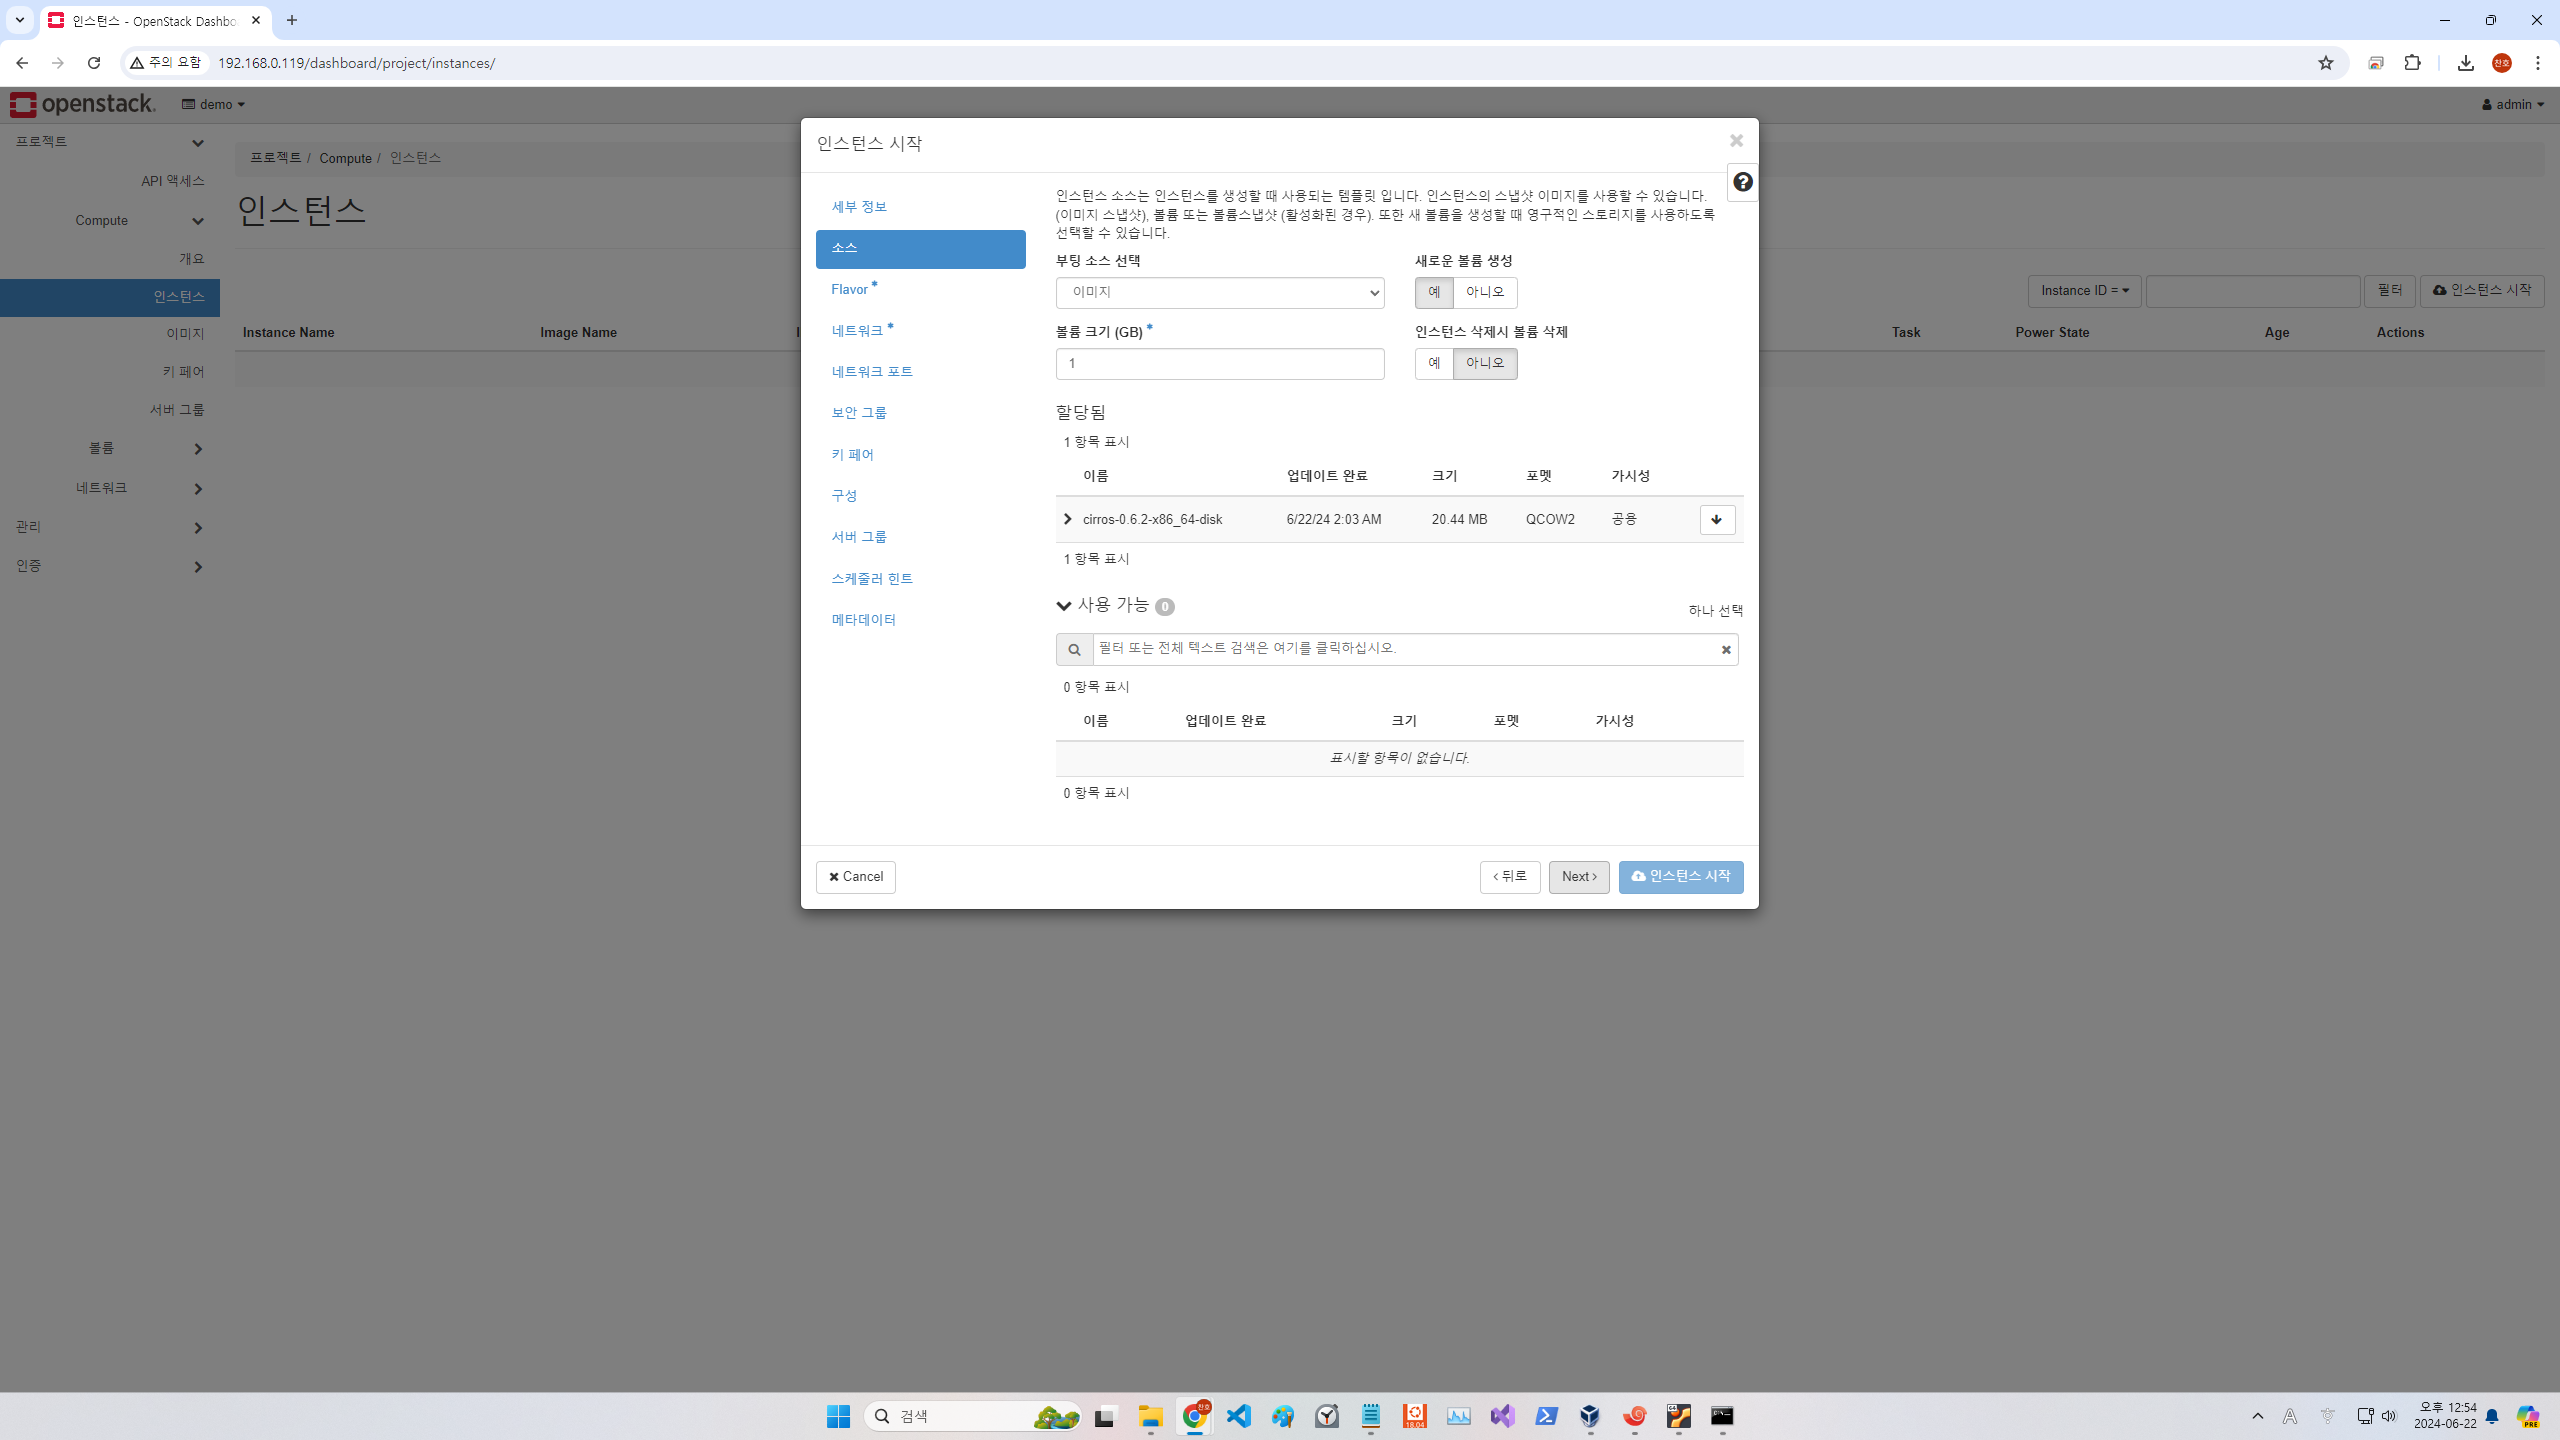 인스턴스 - OpenStack Dashbo
주의 요함
192.168.0.119/dashboard/project/instances/
찬호
openstack.
demo
admin
프로젝트
API 액세스
Compute
개요
인스턴스
이미지
키 페어
서버 그룹
볼륨
네트워크
관리
인증
프로젝트 / Compute / 인스턴스
인스턴스
Instance ID =
필터
인스턴스 시작
Instance Name
Image Name
Task
Power State
Age
Actions
인스턴스 시작
세부 정보
소스
Flavor *
네트워크 *
네트워크 포트
보안 그룹
키 페어
구성
서버 그룹
스케줄러 힌트
메타데이터
인스턴스 소스는 인스턴스를 생성할 때 사용되는 템플릿 입니다. 인스턴스의 스냅샷 이미지를 사용할 수 있습니다.
(이미지 스냅샷), 볼륨 또는 볼륨스냅샷 (활성화된 경우). 또한 새 볼륨을 생성할 때 영구적인 스토리지를 사용하도록
선택할 수 있습니다.
부팅 소스 선택
이미지
새로운 볼륨 생성
예 아니오
볼륨 크기 (GB) *
1
인스턴스 삭제시 볼륨 삭제
예 아니오
할당됨
1 항목 표시
이름 업데이트 완료 크기 포멧 가시성
cirros-0.6.2-x86_64-disk 6/22/24 2:03 AM 20.44 MB QCOW2 공용
1 항목 표시
사용 가능 0
하나 선택
필터 또는 전체 텍스트 검색은 여기를 클릭하십시오.
0 항목 표시
이름 업데이트 완료 크기 포멧 가시성
표시할 항목이 없습니다.
0 항목 표시
Cancel
뒤로
Next
인스턴스 시작
검색
찬호
18.04
오후 12:54
2024-06-22
PRE